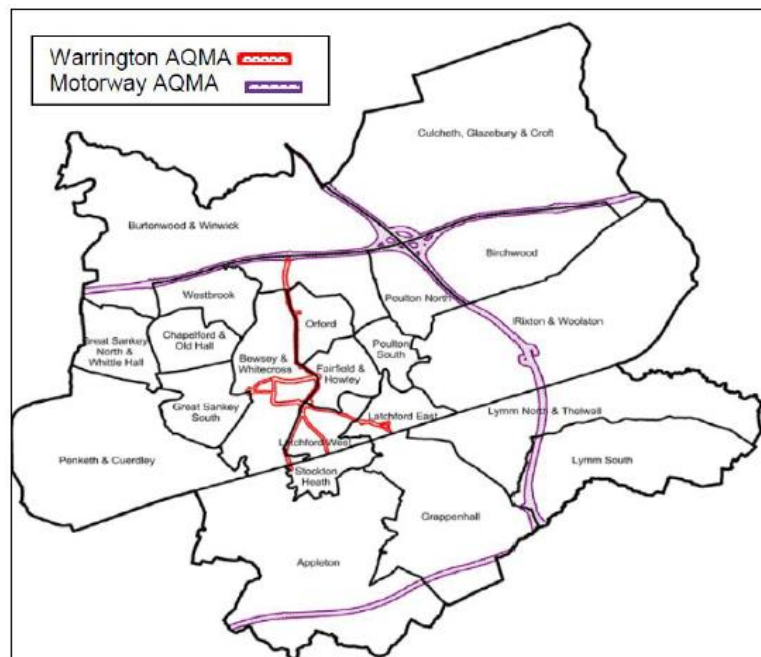 Warrington AQMA
Motorway AQMA
Culcheth, Glazebury & Croft
Burtonwood & Winwick
Birchwood
Westbrook
Poulton North
Rixton & Woolston
Orford
Great Sankey
North &
Whittle Hall
Chapelford &
Old Hall
Poulton
South
Bewsey &
Whitecross
Fairfield
& Howley
Great Sankey
South
Latchford East
Lymm North & Thelwall
Latchford West
Penketh & Cuerdley
Lymm South
Stockton
Heath
Grappenhall
Appleton